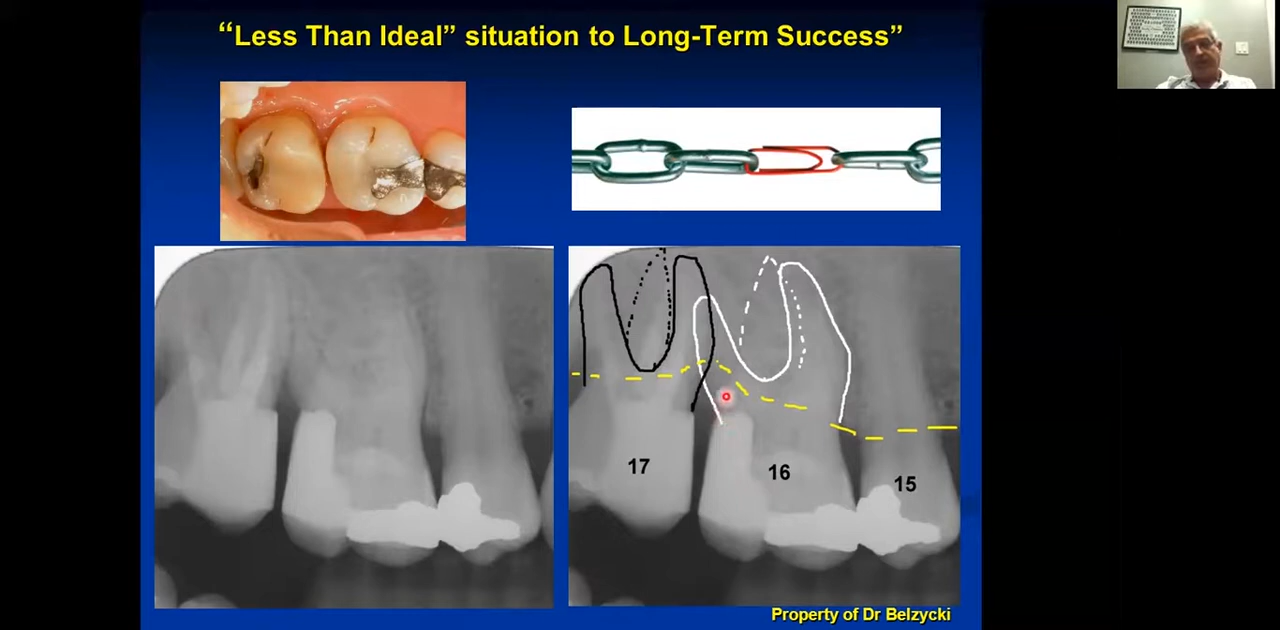 “Less Than Ideal” situation to Long-Term Success”
17
16
15
Property of Dr Belzycki